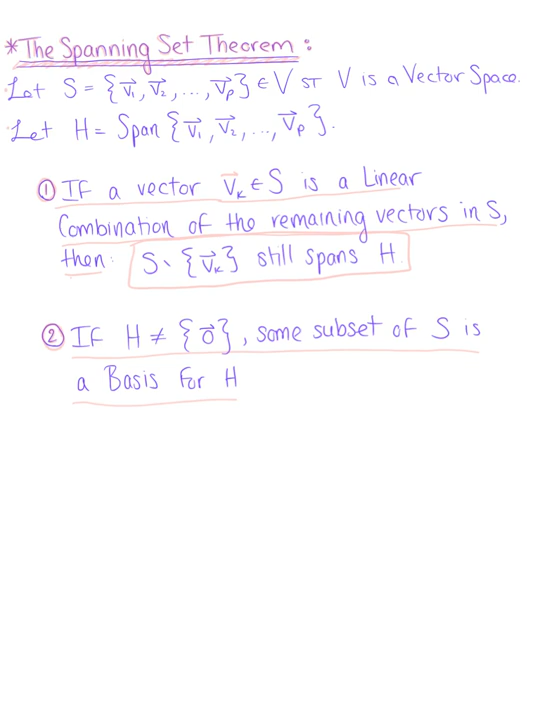 *The Spanning Set Theorem:
Let S = {v⃗₁, v⃗₂, ..., v⃗ₚ} ∈ V ST V is a Vector Space.
Let H = Span {v⃗₁, v⃗₂, ..., v⃗ₚ}.
① IF a vector v⃗ₖ ∈ S is a Linear
Combination of the remaining vectors in S,
then: S \ {v⃗ₖ} still spans H.
② IF H ≠ {0⃗}, some subset of S is
a Basis For H